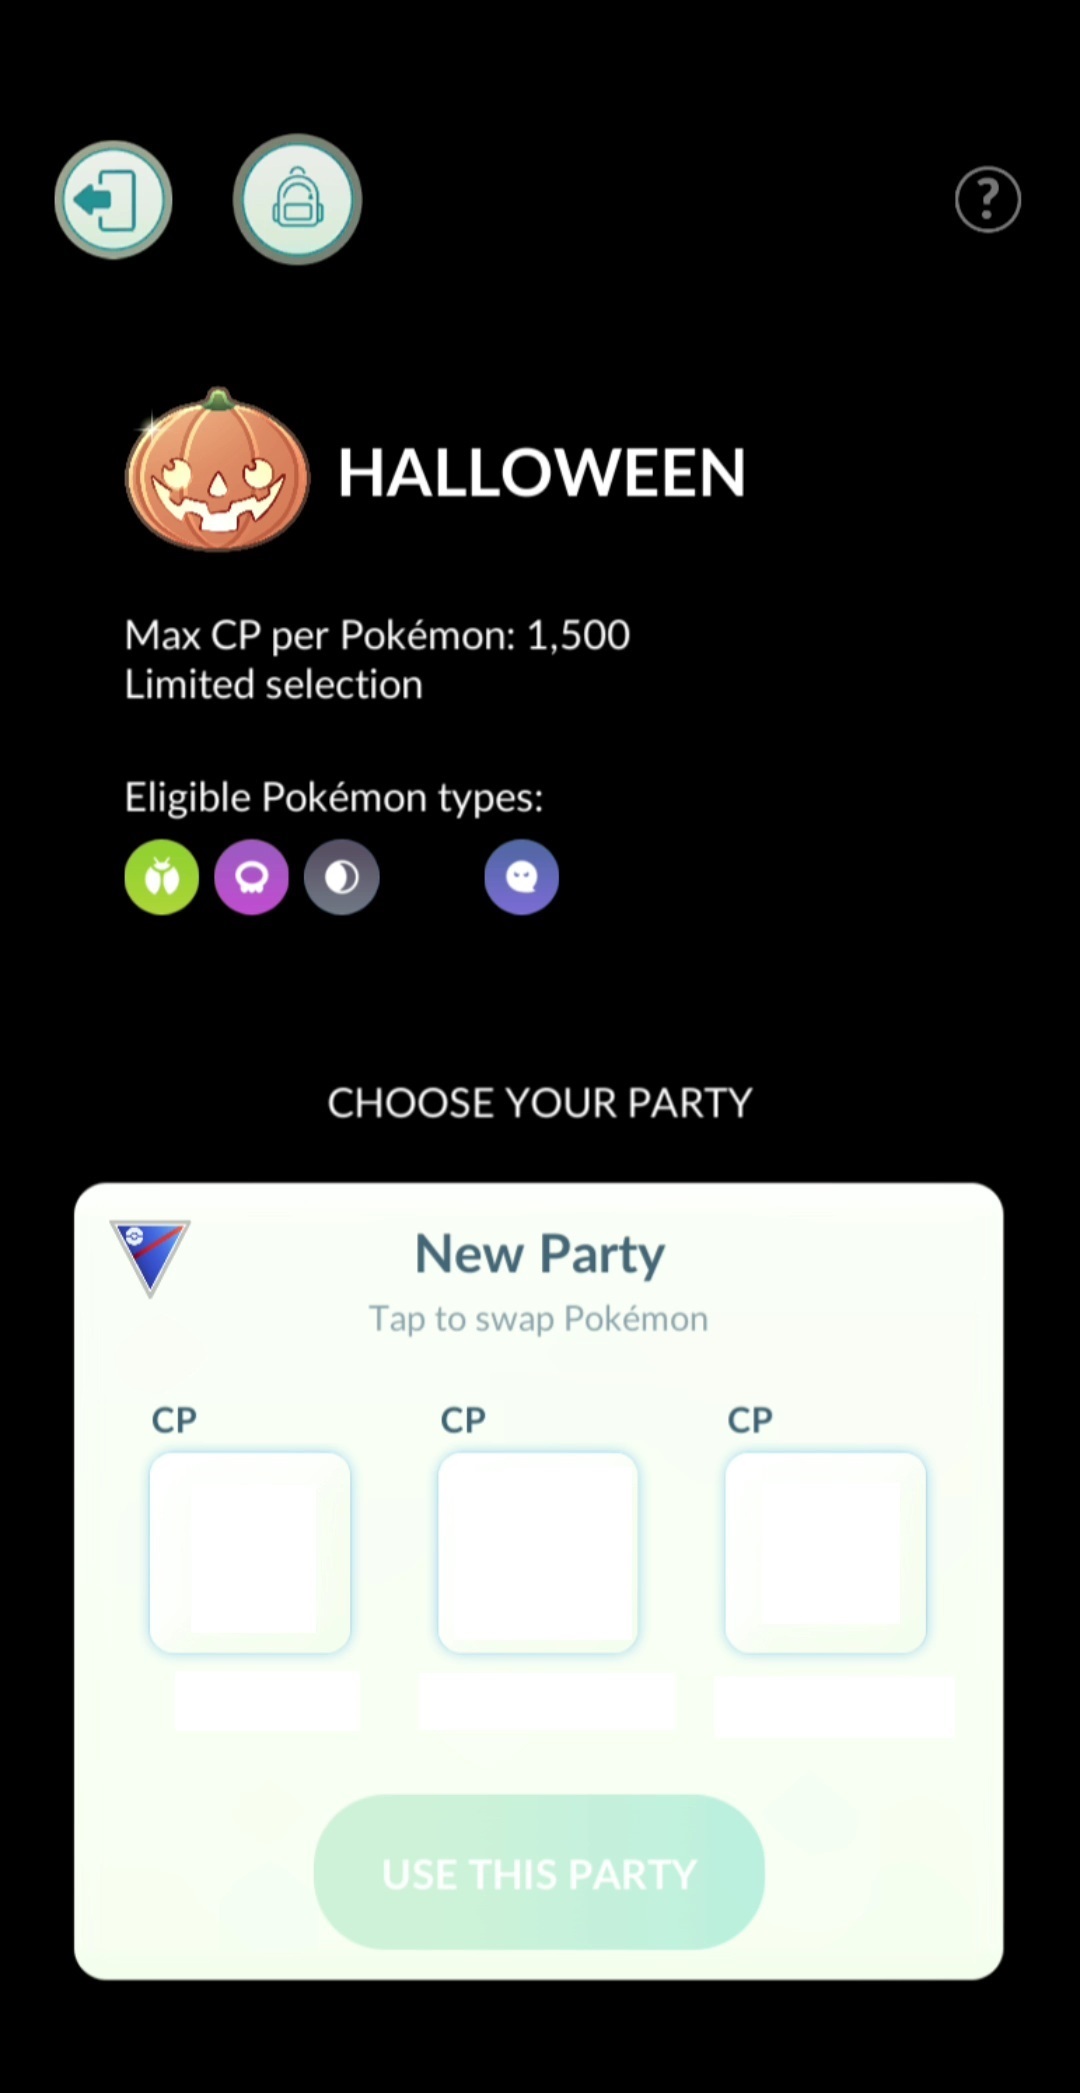 ?
HALLOWEEN
Max CP per Pokémon: 1,500
Limited selection
Eligible Pokémon types:
CHOOSE YOUR PARTY
New Party
Tap to swap Pokémon
CP CP CP
USE THIS PARTY